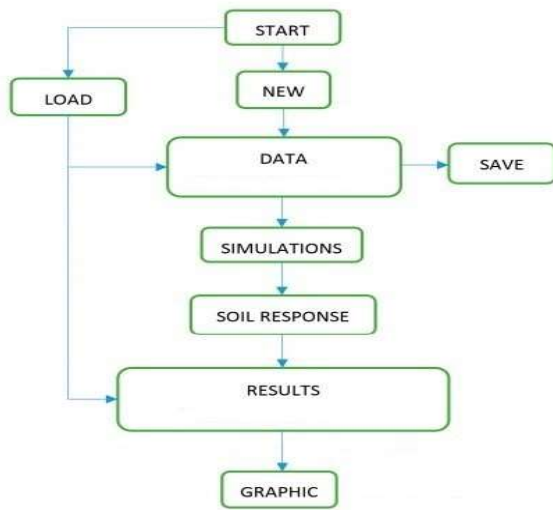 START
LOAD
NEW
DATA
SAVE
SIMULATIONS
SOIL RESPONSE
RESULTS
GRAPHIC